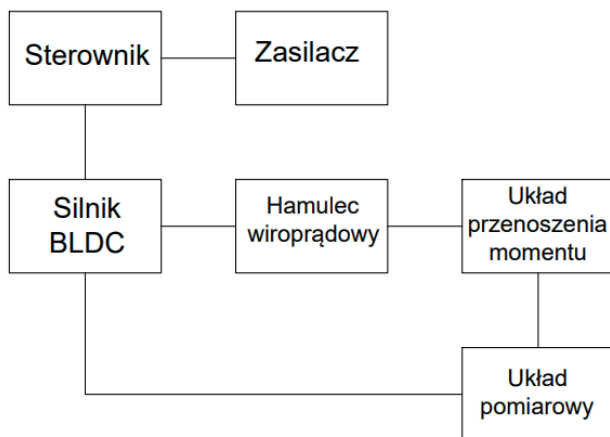 Sterownik
Zasilacz
Silnik
BLDC
Hamulec
wiroprądowy
Układ
przenoszenia
momentu
Układ
pomiarowy